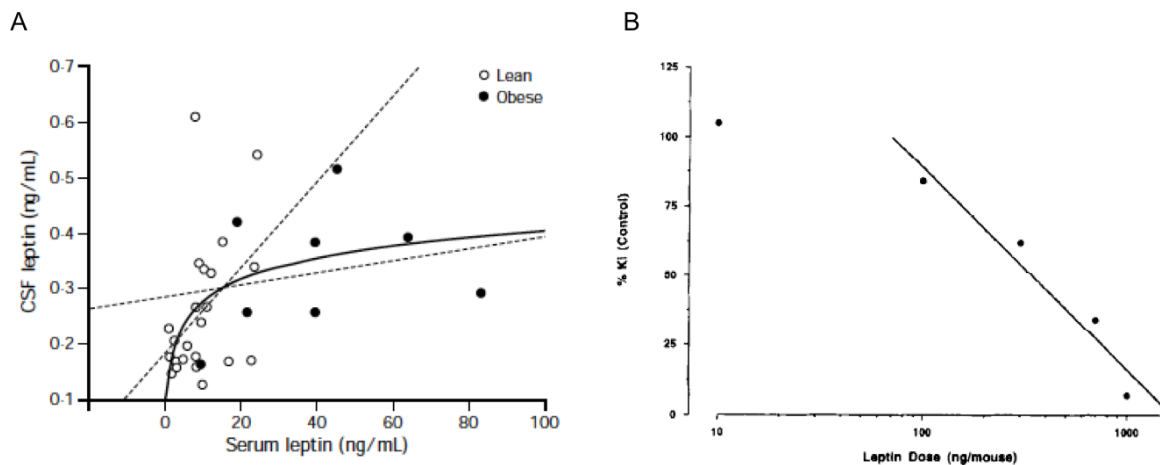 A
B
0·7
0·6
0·5
0·4
0·3
0·2
0·1
CSF leptin (ng/mL)
Lean
Obese
0
20
40
60
80
100
Serum leptin (ng/mL)
125
100
75
50
25
0
% Ki (Control)
10
100
1000
Leptin Dose (ng/mouse)